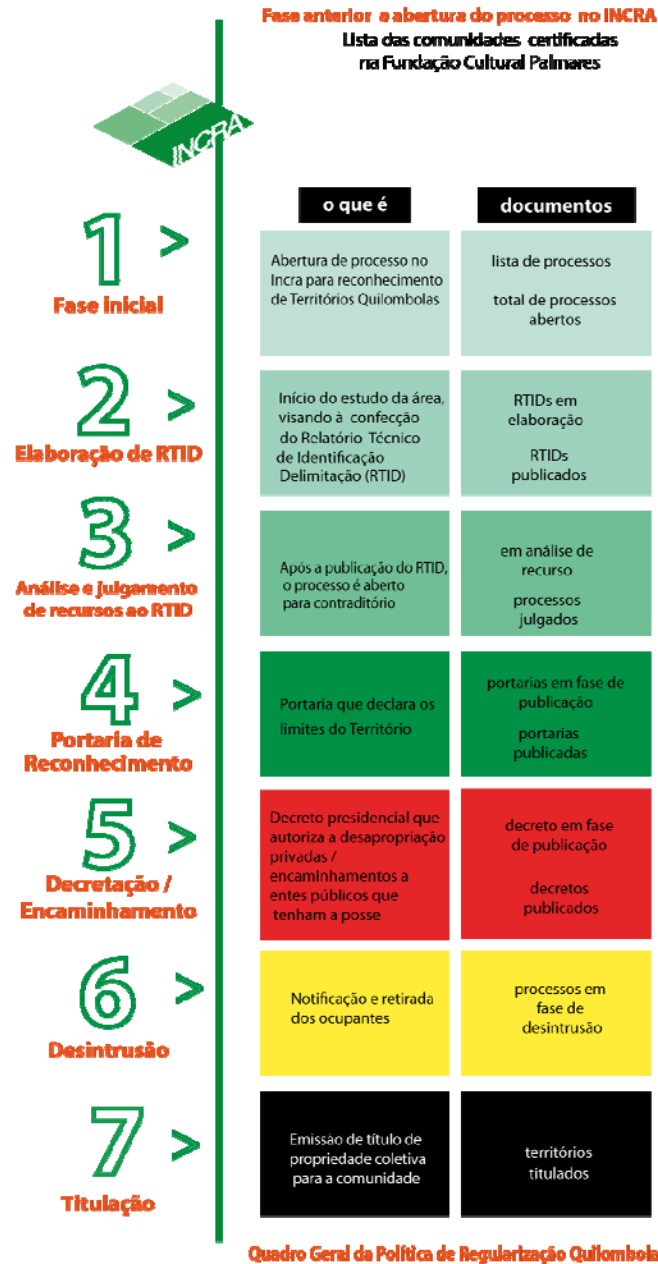 Fase anterior a abertura do processo no INCRA
Lista das comunidades certificadas
na Fundação Cultural Palmares
INCRA
o que é
documentos
1 >
Fase inicial
Abertura de processo no
Incra para reconhecimento
de Territórios Quilombolas
lista de processos
total de processos
abertos
2 >
Elaboração de RTID
Início do estudo da área,
visando à confecção
do Relatório Técnico
de Identificação
Delimitação (RTID)
RTIDs em
elaboração
RTIDs
publicados
3 >
Análise e julgamento
de recursos ao RTID
Após a publicação do RTID,
o processo é aberto
para contraditório
em análise de
recurso
processos
julgados
4 >
Portaria de
Reconhecimento
Portaria que declara os
limites do Território
portarias em fase de
publicação
portarias
publicadas
5 >
Decretação /
Encaminhamento
Decreto presidencial que
autoriza a desapropriação
privadas /
encaminhamentos a
entes públicos que
tenham a posse
decreto em fase
de publicação
decretos
publicados
6 >
Desintrusão
Notificação e retirada
dos ocupantes
processos em
fase de
desintrusão
7 >
Titulação
Emissão de título de
propriedade coletiva
para a comunidade
territórios
titulados
Quadro Geral da Política de Regularização Quilombola